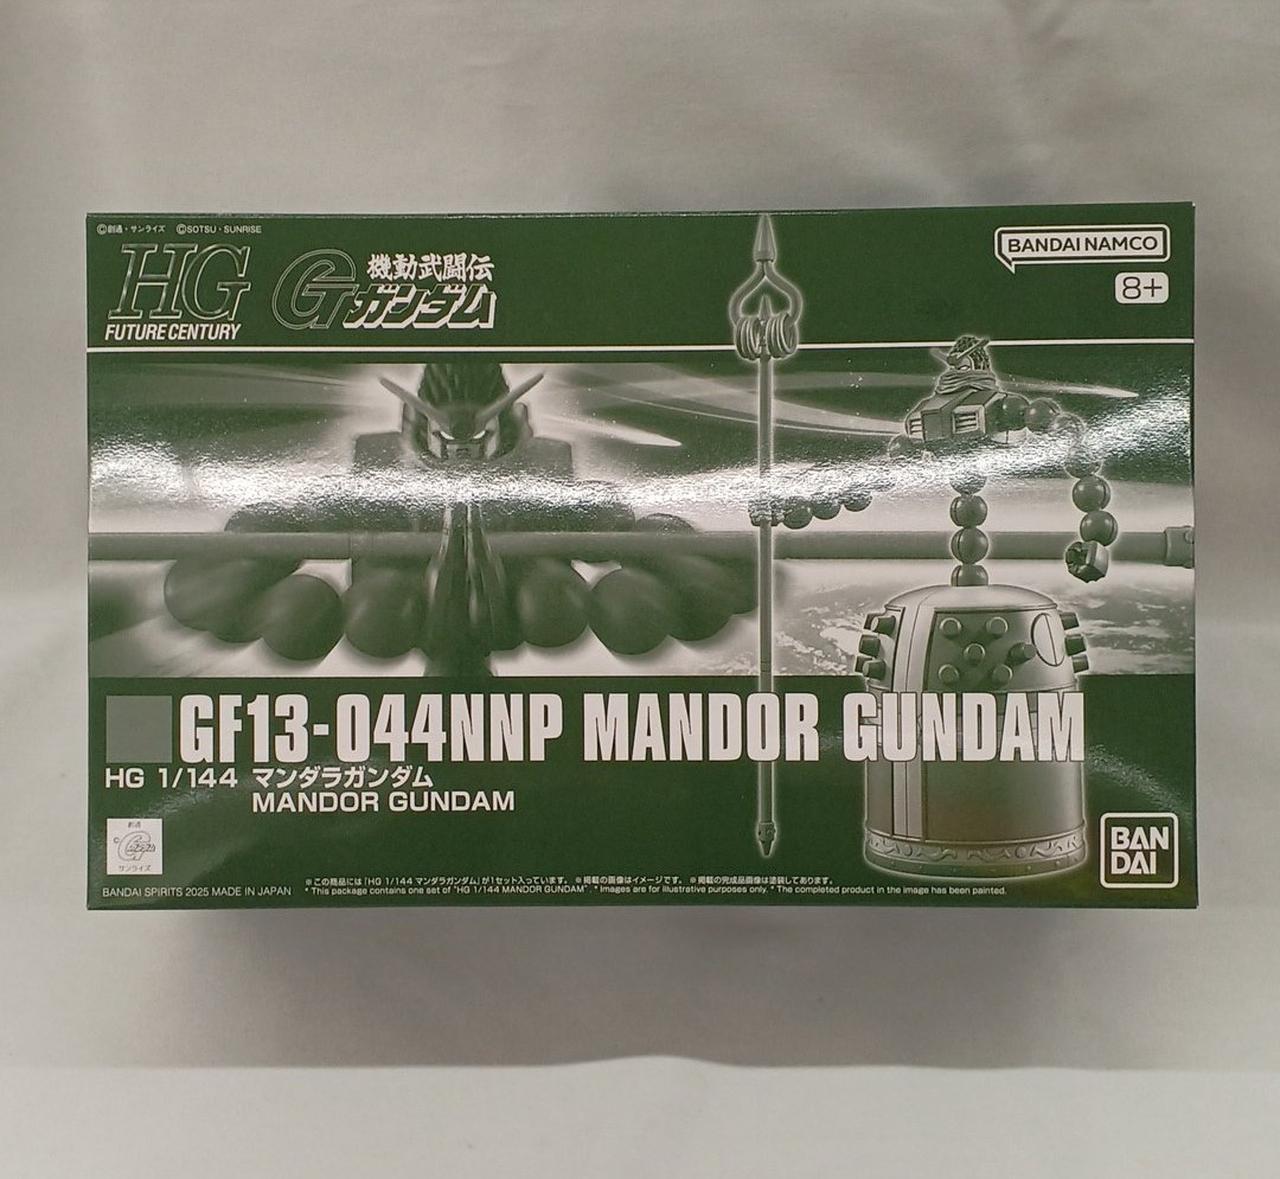 ©創通・サンライズ ©SOTSU・SUNRISE
HG
FUTURE CENTURY
機動武闘伝
Gガンダム
BANDAI NAMCO
8+
GF13-044NNP MANDOR GUNDAM
HG 1/144 マンダラガンダム
MANDOR GUNDAM
創通
サンライズ
BAN
DAI
※この商品には「HG 1/144 マンダラガンダム」が1セット入っています。 ※掲載の画像はイメージです。 ※掲載の完成品画像は塗装してあります。
BANDAI SPIRITS 2025 MADE IN JAPAN
* This package contains one set of "HG 1/144 MANDOR GUNDAM". * Images are for illustrative purposes only. * The completed product in the image has been painted.